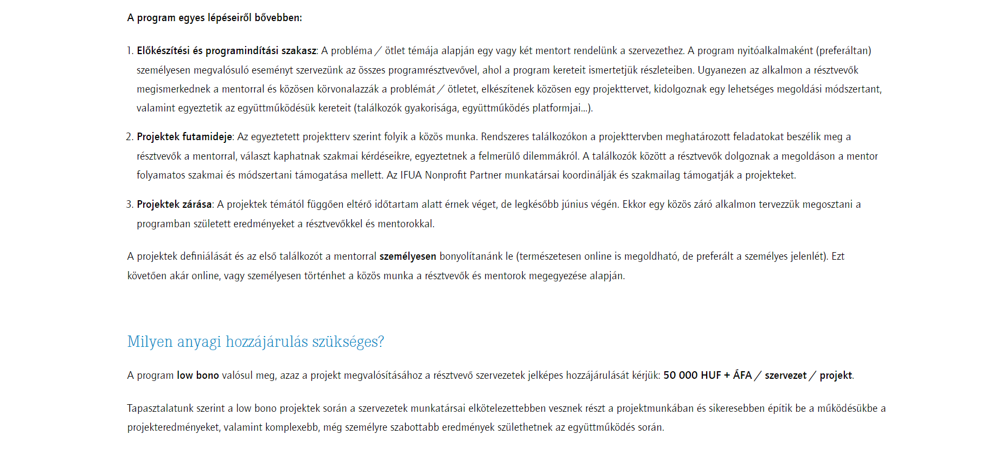 A program egyes lépéseiről bővebben:
1. Előkészítési és programindítási szakasz: A probléma / ötlet témája alapján egy vagy két mentort rendelünk a szervezethez. A program nyitóalkalmaként (preferáltan)
személyesen megvalósuló eseményt szervezünk az összes programrésztvevővel, ahol a program kereteit ismertetjük részleteiben. Ugyanezen az alkalmon a résztvevők
megismerkednek a mentorral és közösen körvonalazzák a problémát / ötletet, elkészítenek közösen egy projekttervet, kidolgoznak egy lehetséges megoldási módszertant,
valamint egyeztetik az együttműködésük kereteit (találkozók gyakorisága, együttműködés platformjai...).
2. Projektek futamideje: Az egyeztetett projektterv szerint folyik a közös munka. Rendszeres találkozókon a projekttervben meghatározott feladatokat beszélik meg a
résztvevők a mentorral, választ kaphatnak szakmai kérdéseikre, egyeztetnek a felmerülő dilemmákról. A találkozók között a résztvevők dolgoznak a megoldáson a mentor
folyamatos szakmai és módszertani támogatása mellett. Az IFUA Nonprofit Partner munkatársai koordinálják és szakmailag támogatják a projekteket.
3. Projektek zárása: A projektek témától függően eltérő időtartam alatt érnek véget, de legkésőbb június végén. Ekkor egy közös záró alkalmon tervezzük megosztani a
programban született eredményeket a résztvevőkkel és mentorokkal.
A projektek definiálását és az első találkozót a mentorral személyesen bonyolítanánk le (természetesen online is megoldható, de preferált a személyes jelenlét). Ezt
követően akár online, vagy személyesen történhet a közös munka a résztvevők és mentorok megegyezése alapján.
Milyen anyagi hozzájárulás szükséges?
A program low bono valósul meg, azaz a projekt megvalósításához a résztvevő szervezetek jelképes hozzájárulását kérjük: 50 000 HUF + ÁFA / szervezet / projekt.
Tapasztalatunk szerint a low bono projektek során a szervezetek munkatársai elkötelezettebben vesznek részt a projektmunkában és sikeresebben építik be a működésükbe a
projekteredményeket, valamint komplexebb, még személyre szabottabb eredmények születhetnek az együttműködés során.